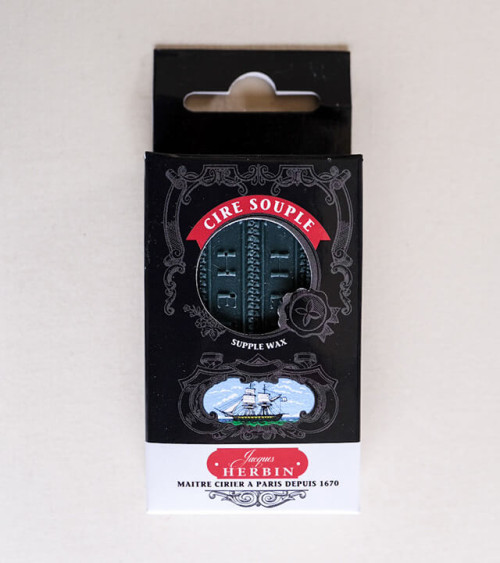 CIRE SOUPLE
SUPPLE WAX
Jacques
HERBIN
MAITRE CIRIER A PARIS DEPUIS 1670